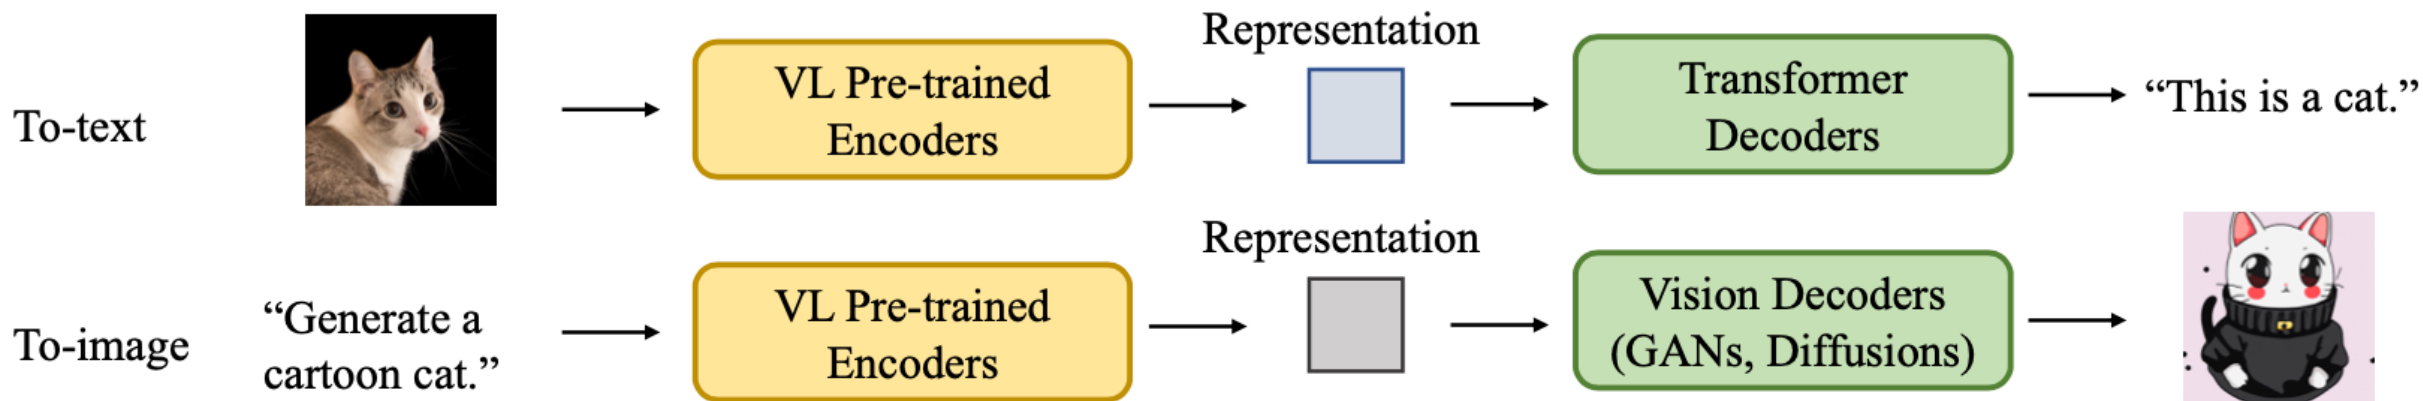 To-text
VL Pre-trained
Encoders
Representation
Transformer
Decoders
“This is a cat.”
To-image
“Generate a
cartoon cat.”
VL Pre-trained
Encoders
Representation
Vision Decoders
(GANs, Diffusions)